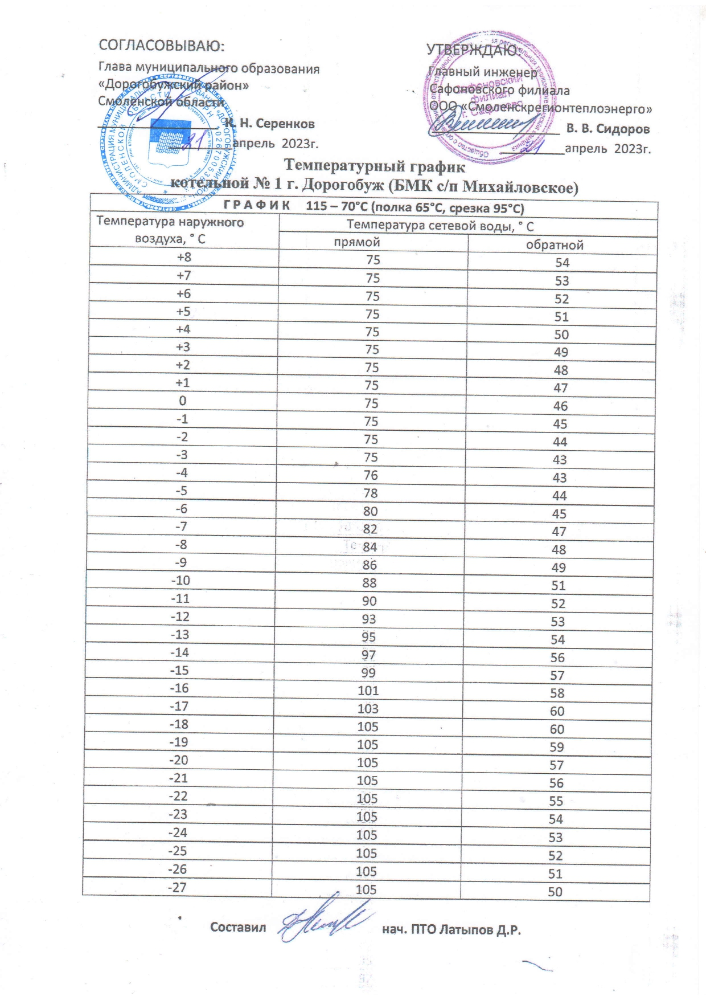 СОГЛАСОВЫВАЮ:
Глава муниципального образования
«Дорогобужский район»
Смоленской области
К. Н. Серенков
21 апрель 2023г.
УТВЕРЖДАЮ:
Главный инженер
Сафоновского филиала
ООО «Смоленскрегионтеплоэнерго»
В. В. Сидоров
21 апрель 2023г.
Сафоновский
филиал
г. Сафоново
Температурный график
котельной № 1 г. Дорогобуж (БМК с/п Михайловское)
Г Р А Ф И К 115 – 70°С (полка 65°С, срезка 95°С)
Температура наружного воздуха, ° С
Температура сетевой воды, ° С
прямой обратной
+8 75 54
+7 75 53
+6 75 52
+5 75 51
+4 75 50
+3 75 49
+2 75 48
+1 75 47
0 75 46
-1 75 45
-2 75 44
-3 75 43
-4 76 43
-5 78 44
-6 80 45
-7 82 47
-8 84 48
-9 86 49
-10 88 51
-11 90 52
-12 93 53
-13 95 54
-14 97 56
-15 99 57
-16 101 58
-17 103 60
-18 105 60
-19 105 59
-20 105 57
-21 105 56
-22 105 55
-23 105 54
-24 105 53
-25 105 52
-26 105 51
-27 105 50
Составил нач. ПТО Латыпов Д.Р.